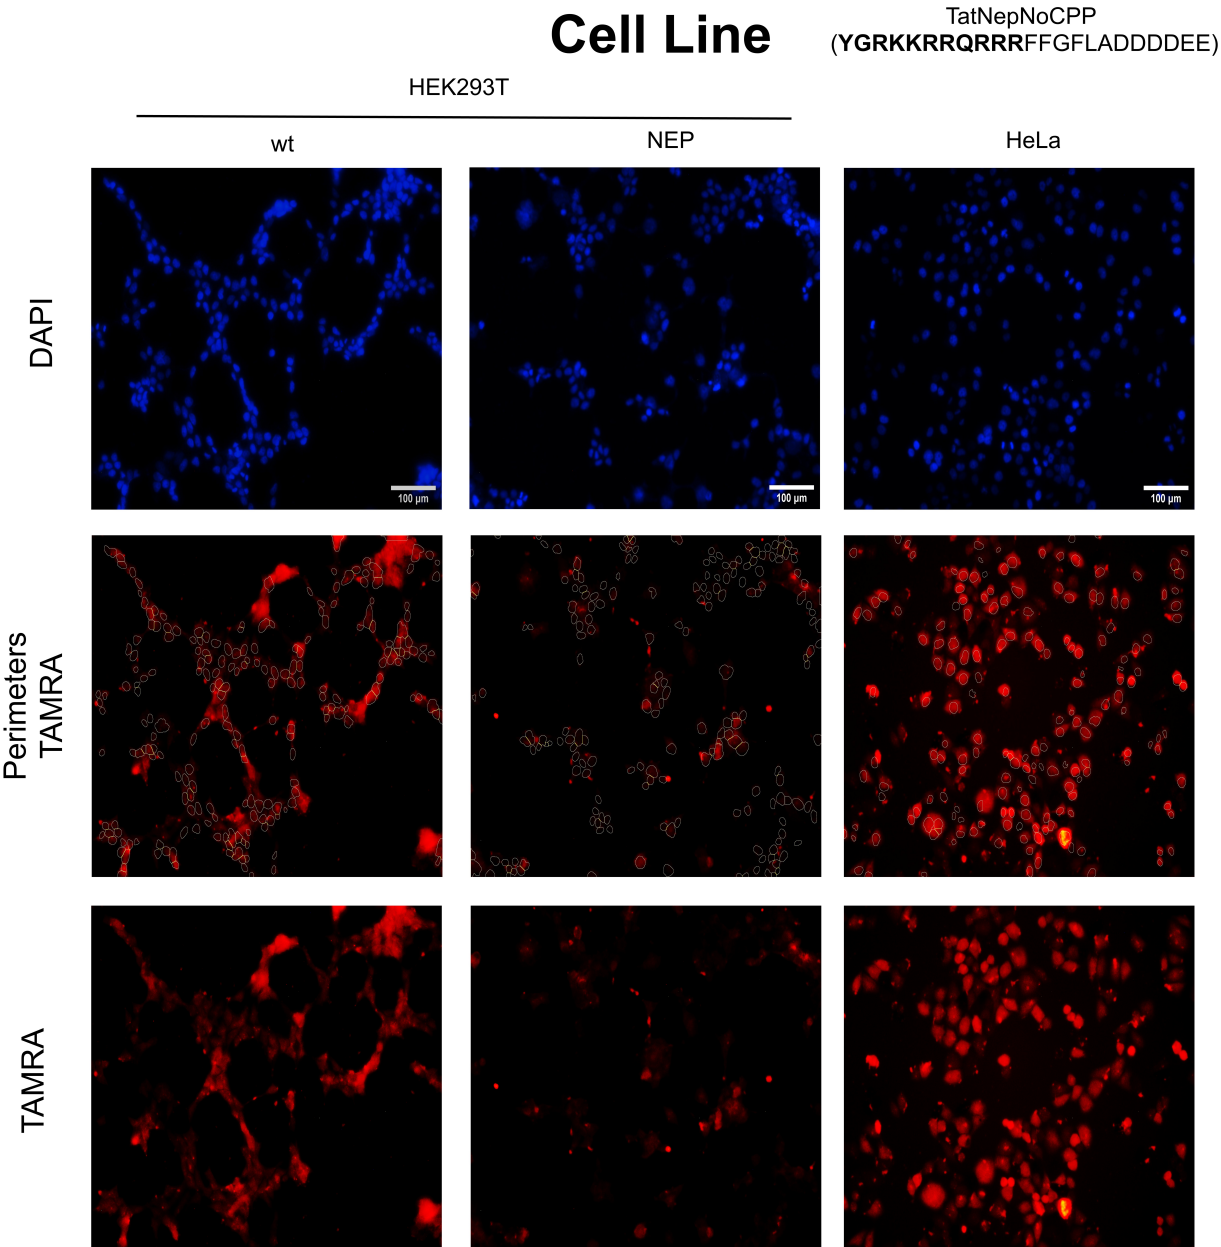 Cell Line
TatNepNoCPP
(YGRKKRRQRRRFFGFLADDDDEE)
HEK293T
wt
NEP
HeLa
DAPI
100 µm
100 µm
100 µm
Perimeters
TAMRA
TAMRA